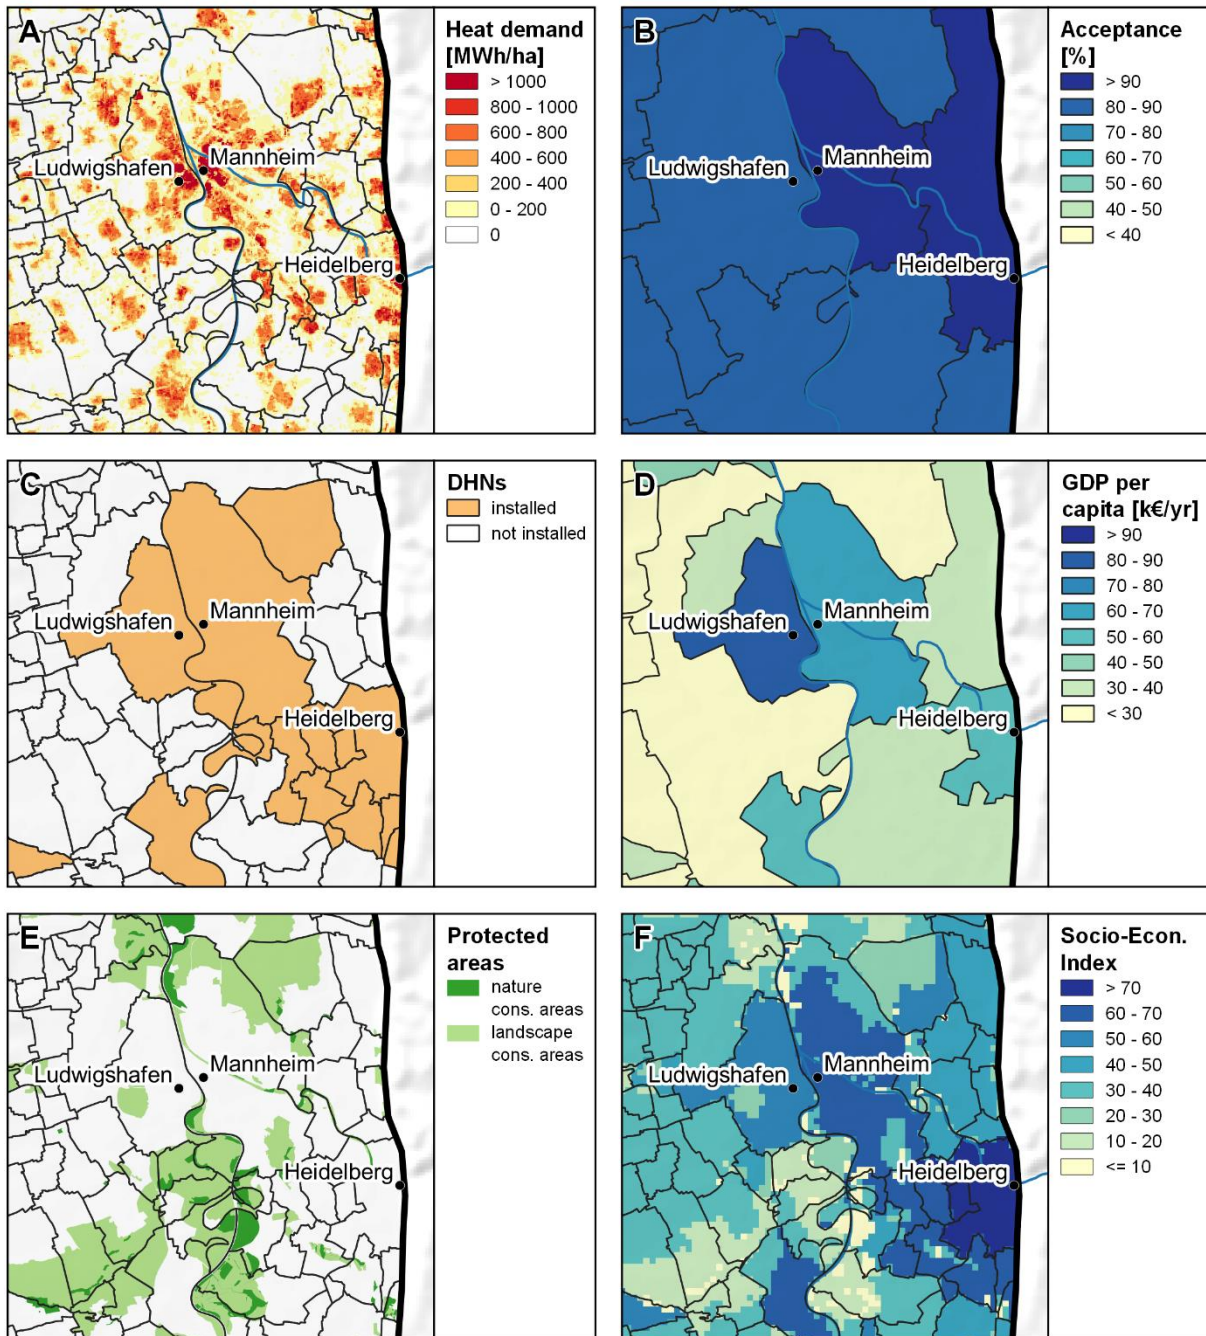 A
Heat demand
[MWh/ha]
> 1000
800 - 1000
600 - 800
400 - 600
200 - 400
0 - 200
0
Ludwigshafen
Mannheim
Heidelberg
B
Acceptance
[%]
> 90
80 - 90
70 - 80
60 - 70
50 - 60
40 - 50
< 40
Ludwigshafen
Mannheim
Heidelberg
C
DHNs
installed
not installed
Ludwigshafen
Mannheim
Heidelberg
D
GDP per
capita [k€/yr]
> 90
80 - 90
70 - 80
60 - 70
50 - 60
40 - 50
30 - 40
< 30
Ludwigshafen
Mannheim
Heidelberg
E
Protected
areas
nature
cons. areas
landscape
cons. areas
Ludwigshafen
Mannheim
Heidelberg
F
Socio-Econ.
Index
> 70
60 - 70
50 - 60
40 - 50
30 - 40
20 - 30
10 - 20
<= 10
Ludwigshafen
Mannheim
Heidelberg